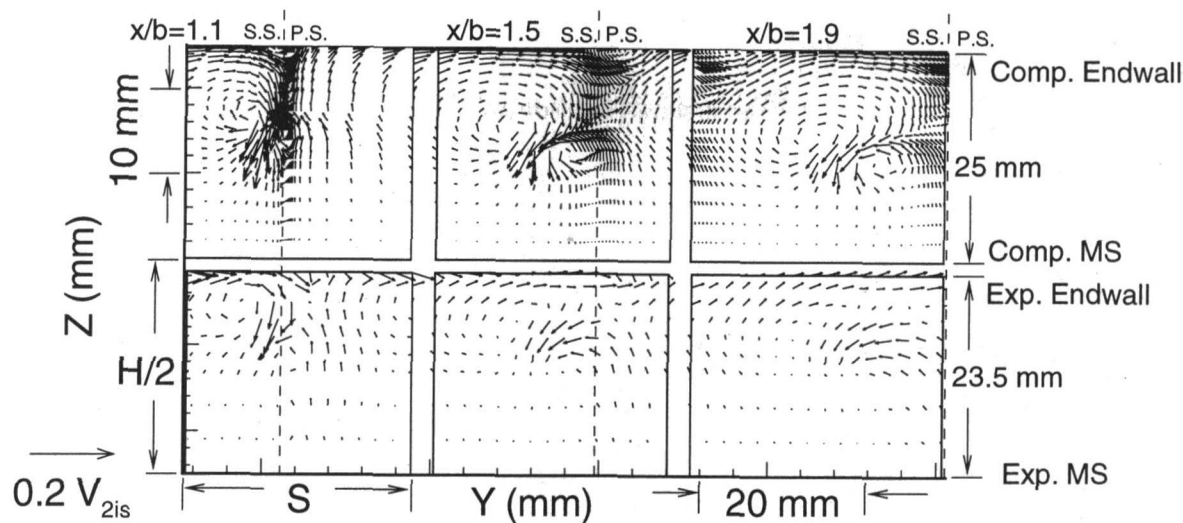 x/b=1.1 S.S. P.S. x/b=1.5 S.S. P.S. x/b=1.9 S.S. P.S.
Comp. Endwall
10 mm
25 mm
Comp. MS
Z (mm)
Exp. Endwall
H/2
23.5 mm
0.2 V2is
Exp. MS
S Y (mm) 20 mm